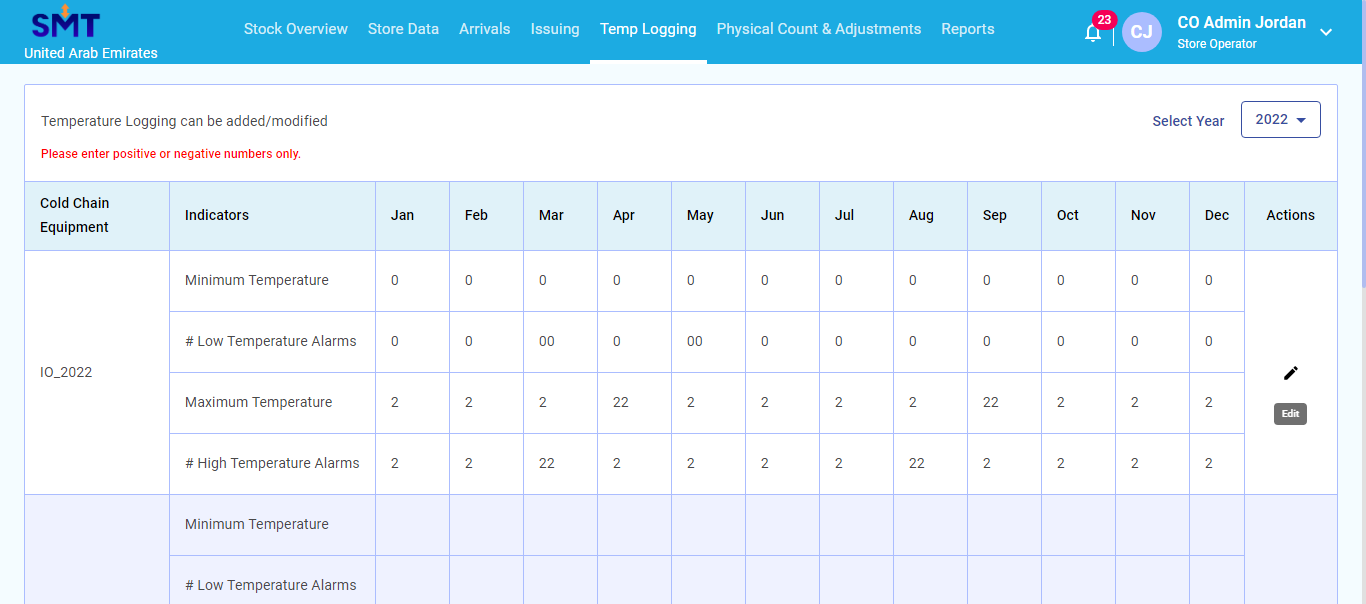 SMT
United Arab Emirates
Stock Overview Store Data Arrivals Issuing Temp Logging Physical Count & Adjustments Reports
23
CJ
CO Admin Jordan
Store Operator
Temperature Logging can be added/modified
Select Year 2022
Please enter positive or negative numbers only.
Cold Chain
Equipment
Indicators Jan Feb Mar Apr May Jun Jul Aug Sep Oct Nov Dec Actions
IO_2022
Minimum Temperature 0 0 0 0 0 0 0 0 0 0 0 0
# Low Temperature Alarms 0 0 00 0 00 0 0 0 0 0 0 0
Maximum Temperature 2 2 2 22 2 2 2 2 22 2 2 2
# High Temperature Alarms 2 2 22 2 2 2 2 22 2 2 2 2
Edit
Minimum Temperature
# Low Temperature Alarms